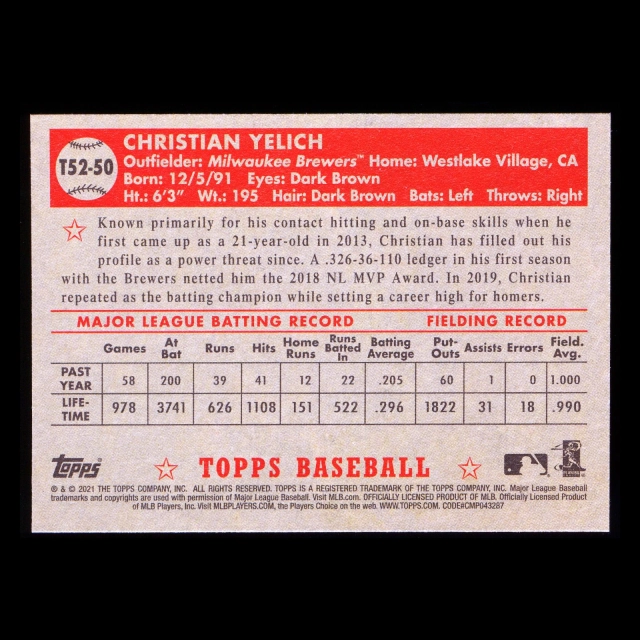 T52-50
CHRISTIAN YELICH
Outfielder: Milwaukee Brewers™ Home: Westlake Village, CA
Born: 12/5/91 Eyes: Dark Brown
Ht.: 6'3" Wt.: 195 Hair: Dark Brown Bats: Left Throws: Right
Known primarily for his contact hitting and on-base skills when he
first came up as a 21-year-old in 2013, Christian has filled out his
profile as a power threat since. A .326-36-110 ledger in his first season
with the Brewers netted him the 2018 NL MVP Award. In 2019, Christian
repeated as the batting champion while setting a career high for homers.
MAJOR LEAGUE BATTING RECORD FIELDING RECORD
Games At Bat Runs Hits Home Runs Runs Batted In Batting Average Put-Outs Assists Errors Field. Avg.
PAST YEAR 58 200 39 41 12 22 .205 60 1 0 1.000
LIFE-TIME 978 3741 626 1108 151 522 .296 1822 31 18 .990
Topps TOPPS BASEBALL
® & © 2021 THE TOPPS COMPANY, INC. ALL RIGHTS RESERVED. TOPPS IS A REGISTERED TRADEMARK OF THE TOPPS COMPANY, INC. Major League Baseball
trademarks and copyrights are used with permission of Major League Baseball. Visit MLB.com. OFFICIALLY LICENSED PRODUCT OF MLB. Officially Licensed Product
of MLB Players, Inc. Visit MLBPLAYERS.com, the Players Choice on the web. WWW.TOPPS.COM. CODE#CMP043287